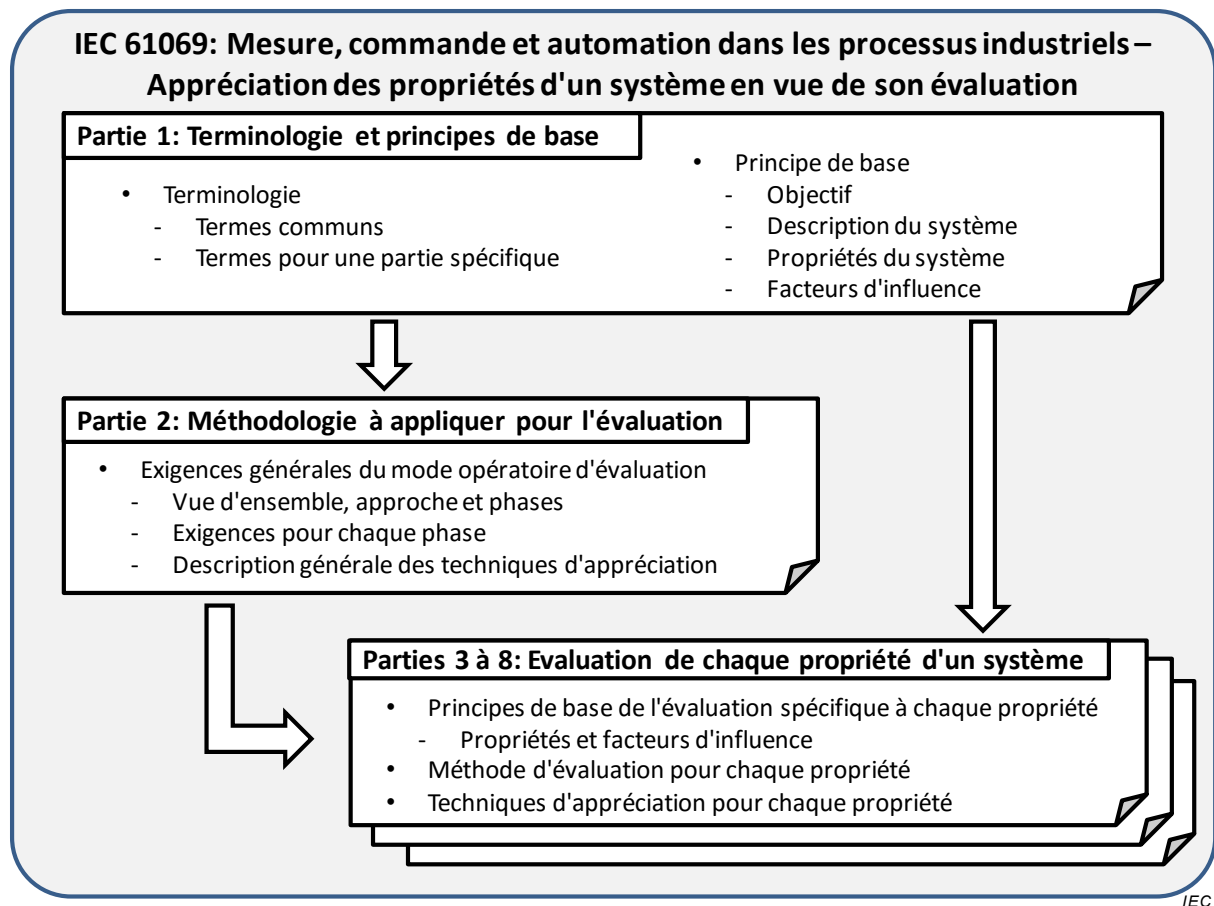 IEC 61069: Mesure, commande et automation dans les processus industriels –
Appréciation des propriétés d'un système en vue de son évaluation
Partie 1: Terminologie et principes de base
• Terminologie
- Termes communs
- Termes pour une partie spécifique
• Principe de base
- Objectif
- Description du système
- Propriétés du système
- Facteurs d'influence
Partie 2: Méthodologie à appliquer pour l'évaluation
• Exigences générales du mode opératoire d'évaluation
- Vue d'ensemble, approche et phases
- Exigences pour chaque phase
- Description générale des techniques d'appréciation
Parties 3 à 8: Evaluation de chaque propriété d'un système
• Principes de base de l'évaluation spécifique à chaque propriété
- Propriétés et facteurs d'influence
• Méthode d'évaluation pour chaque propriété
• Techniques d'appréciation pour chaque propriété
IEC